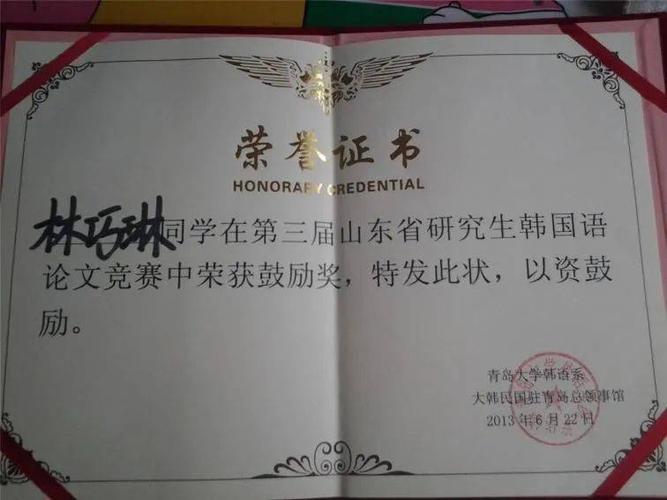 荣誉证书
HONORARY CREDENTIAL
林巧琳同学在第三届山东省研究生韩国语
论文竞赛中荣获鼓励奖，特发此状，以资鼓
励。
青岛大学韩语系
大韩民国驻青岛总领事馆
2013年6月22日